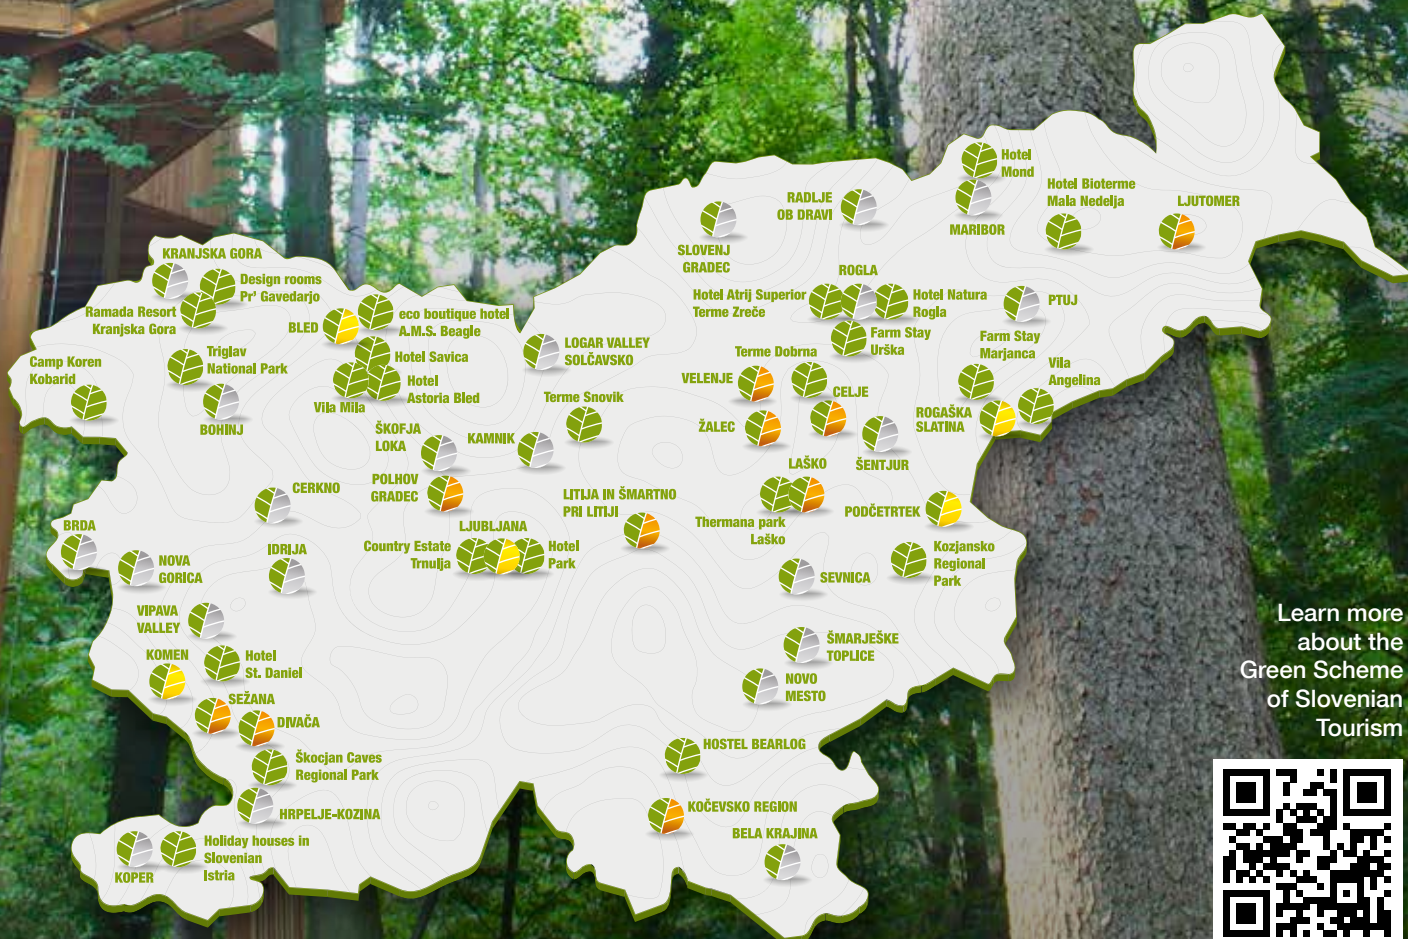 Hotel
Mond
MARIBOR
Hotel Bioterme
Mala Nedelja
LJUTOMER
RADLJE
OB DRAVI
SLOVENJ
GRADEC
KRANJSKA GORA
Design rooms
Pr' Gavedarjo
Ramada Resort
Kranjska Gora
BLED
eco boutique hotel
A.M.S. Beagle
Hotel Savica
Hotel
Astoria Bled
Vila Mila
Triglav
National Park
BOHINJ
Camp Koren
Kobarid
LOGAR VALLEY
SOLČAVSKO
ROGLA
Hotel Atrij Superior
Terme Zreče
Hotel Natura
Rogla
Farm Stay
Urška
PTUJ
Farm Stay
Marjanca
Vila
Angelina
ROGAŠKA
SLATINA
Terme Dobrna
VELENJE
CELJE
ŽALEC
ŠENTJUR
Terme Snovik
KAMNIK
ŠKOFJA
LOKA
POLHOV
GRADEC
CERKNO
LAŠKO
Thermana park
Laško
PODČETRTEK
LITIJA IN ŠMARTNO
PRI LITIJI
LJUBLJANA
Country Estate
Trnulja
Hotel
Park
BRDA
NOVA
GORICA
IDRIJA
Kozjansko
Regional
Park
SEVNICA
VIPAVA
VALLEY
KOMEN
Hotel
St. Daniel
ŠMARJEŠKE
TOPLICE
NOVO
MESTO
SEŽANA
DIVAČA
Škocjan Caves
Regional Park
HRPELJE-KOZINA
HOSTEL BEARLOG
KOČEVSKO REGION
BELA KRAJINA
KOPER
Holiday houses in
Slovenian
Istria
Learn more
about the
Green Scheme
of Slovenian
Tourism